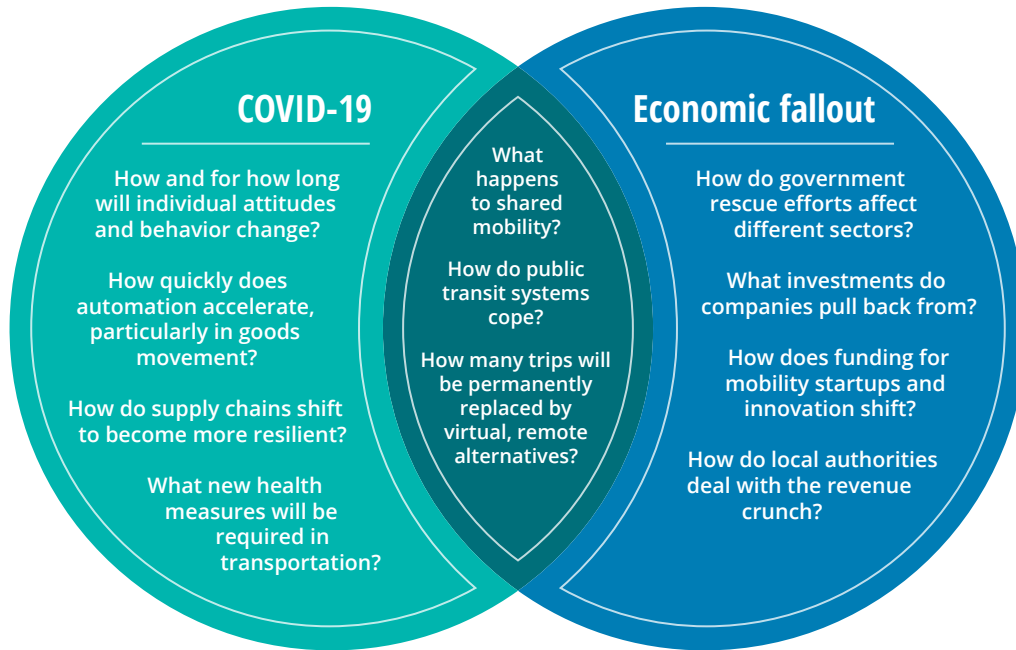 COVID-19
How and for how long
will individual attitudes
and behavior change?
How quickly does
automation accelerate,
particularly in goods
movement?
How do supply chains shift
to become more resilient?
What new health
measures will be
required in
transportation?
What
happens
to shared
mobility?
How do public
transit systems
cope?
How many trips will
be permanently
replaced by
virtual, remote
alternatives?
Economic fallout
How do government
rescue efforts affect
different sectors?
What investments do
companies pull back from?
How does funding for
mobility startups and
innovation shift?
How do local authorities
deal with the revenue
crunch?